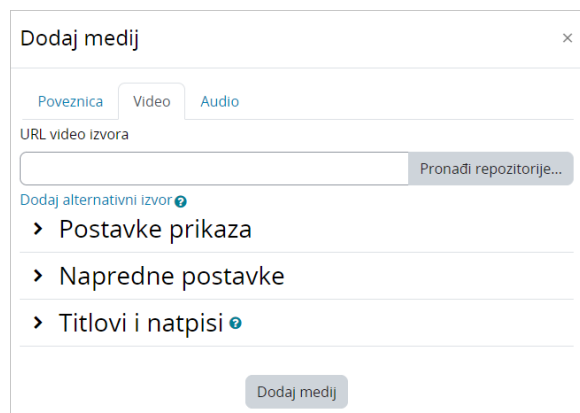 Dodaj medij ×
Poveznica Video Audio
URL video izvora
Pronađi repozitorije...
Dodaj alternativni izvor ?
Postavke prikaza
Napredne postavke
Titlovi i natpisi ?
Dodaj medij